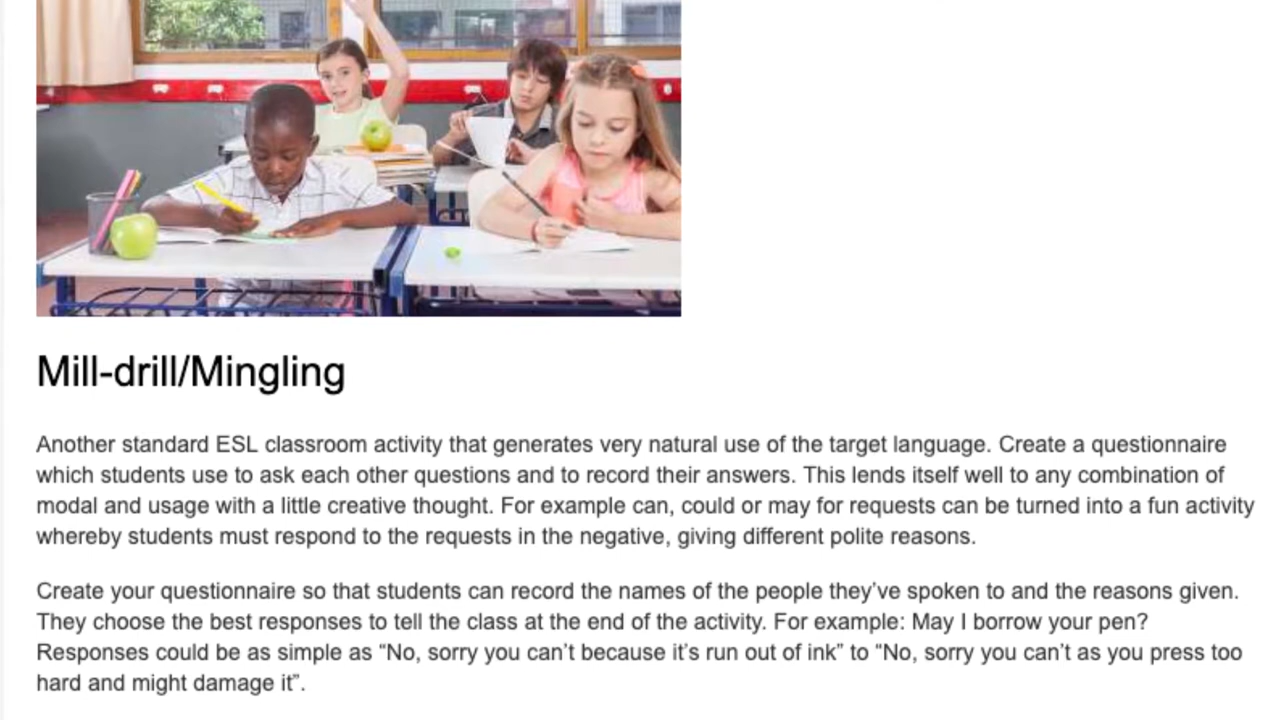 Mill-drill/Mingling
Another standard ESL classroom activity that generates very natural use of the target language. Create a questionnaire
which students use to ask each other questions and to record their answers. This lends itself well to any combination of
modal and usage with a little creative thought. For example can, could or may for requests can be turned into a fun activity
whereby students must respond to the requests in the negative, giving different polite reasons.
Create your questionnaire so that students can record the names of the people they’ve spoken to and the reasons given.
They choose the best responses to tell the class at the end of the activity. For example: May I borrow your pen?
Responses could be as simple as “No, sorry you can’t because it’s run out of ink” to “No, sorry you can’t as you press too
hard and might damage it”.